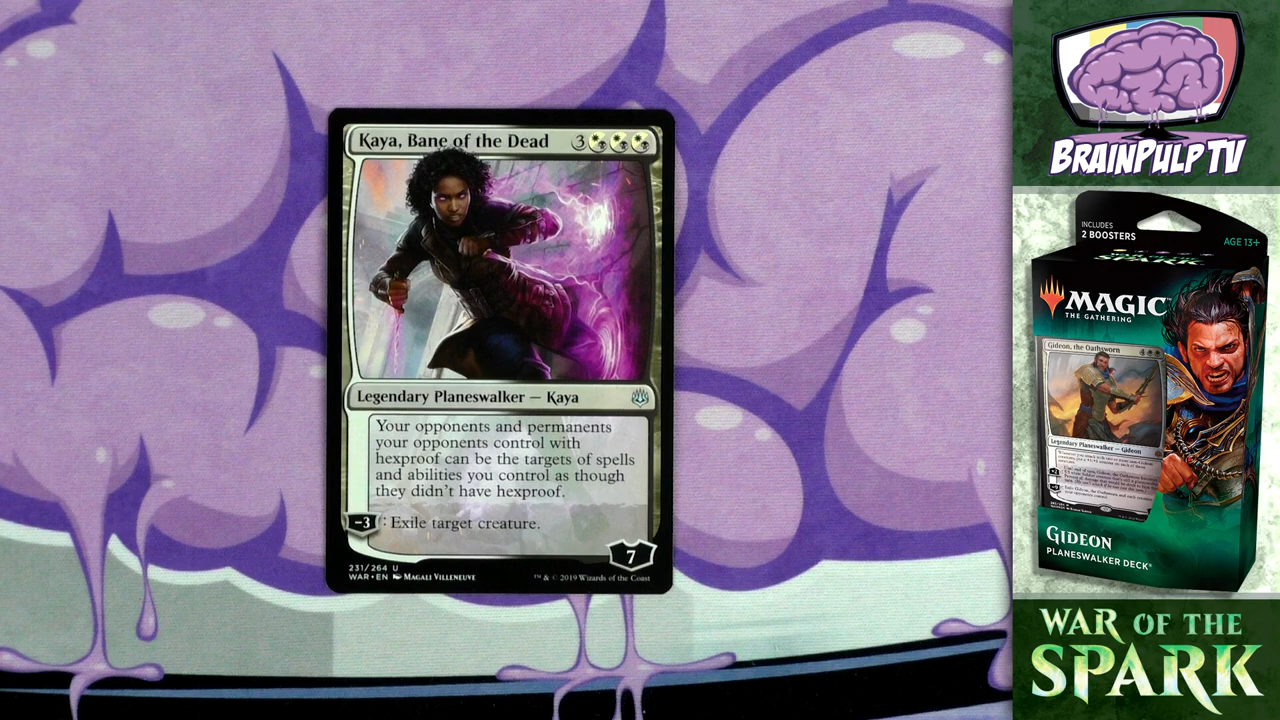 Kaya, Bane of the Dead 3
Legendary Planeswalker — Kaya
Your opponents and permanents
your opponents control with
hexproof can be the targets of spells
and abilities you control as though
they didn't have hexproof.
−3 : Exile target creature.
7
231/264 U
WAR • EN MAGALI VILLENEUVE
™ & © 2019 Wizards of the Coast
BRAINPULP TV
INCLUDES
2 BOOSTERS
AGE 13+
SPARK
MAGIC
THE GATHERING
Gideon, the Oathsworn 4
Legendary Planeswalker — Gideon
GIDEON
PLANESWALKER DECK
WAR OF THE
SPARK